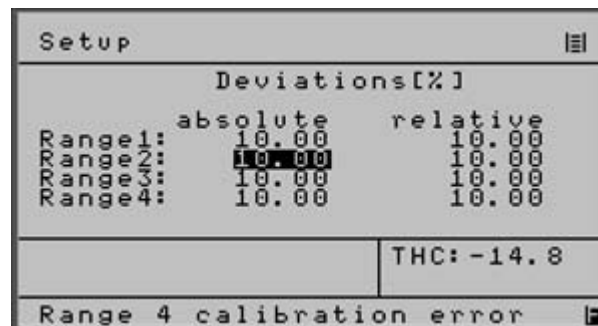 Setup
Deviations[%]
absolute relative
Range1: 10.00 10.00
Range2: 10.00 10.00
Range3: 10.00 10.00
Range4: 10.00 10.00
THC:-14.8
Range 4 calibration error